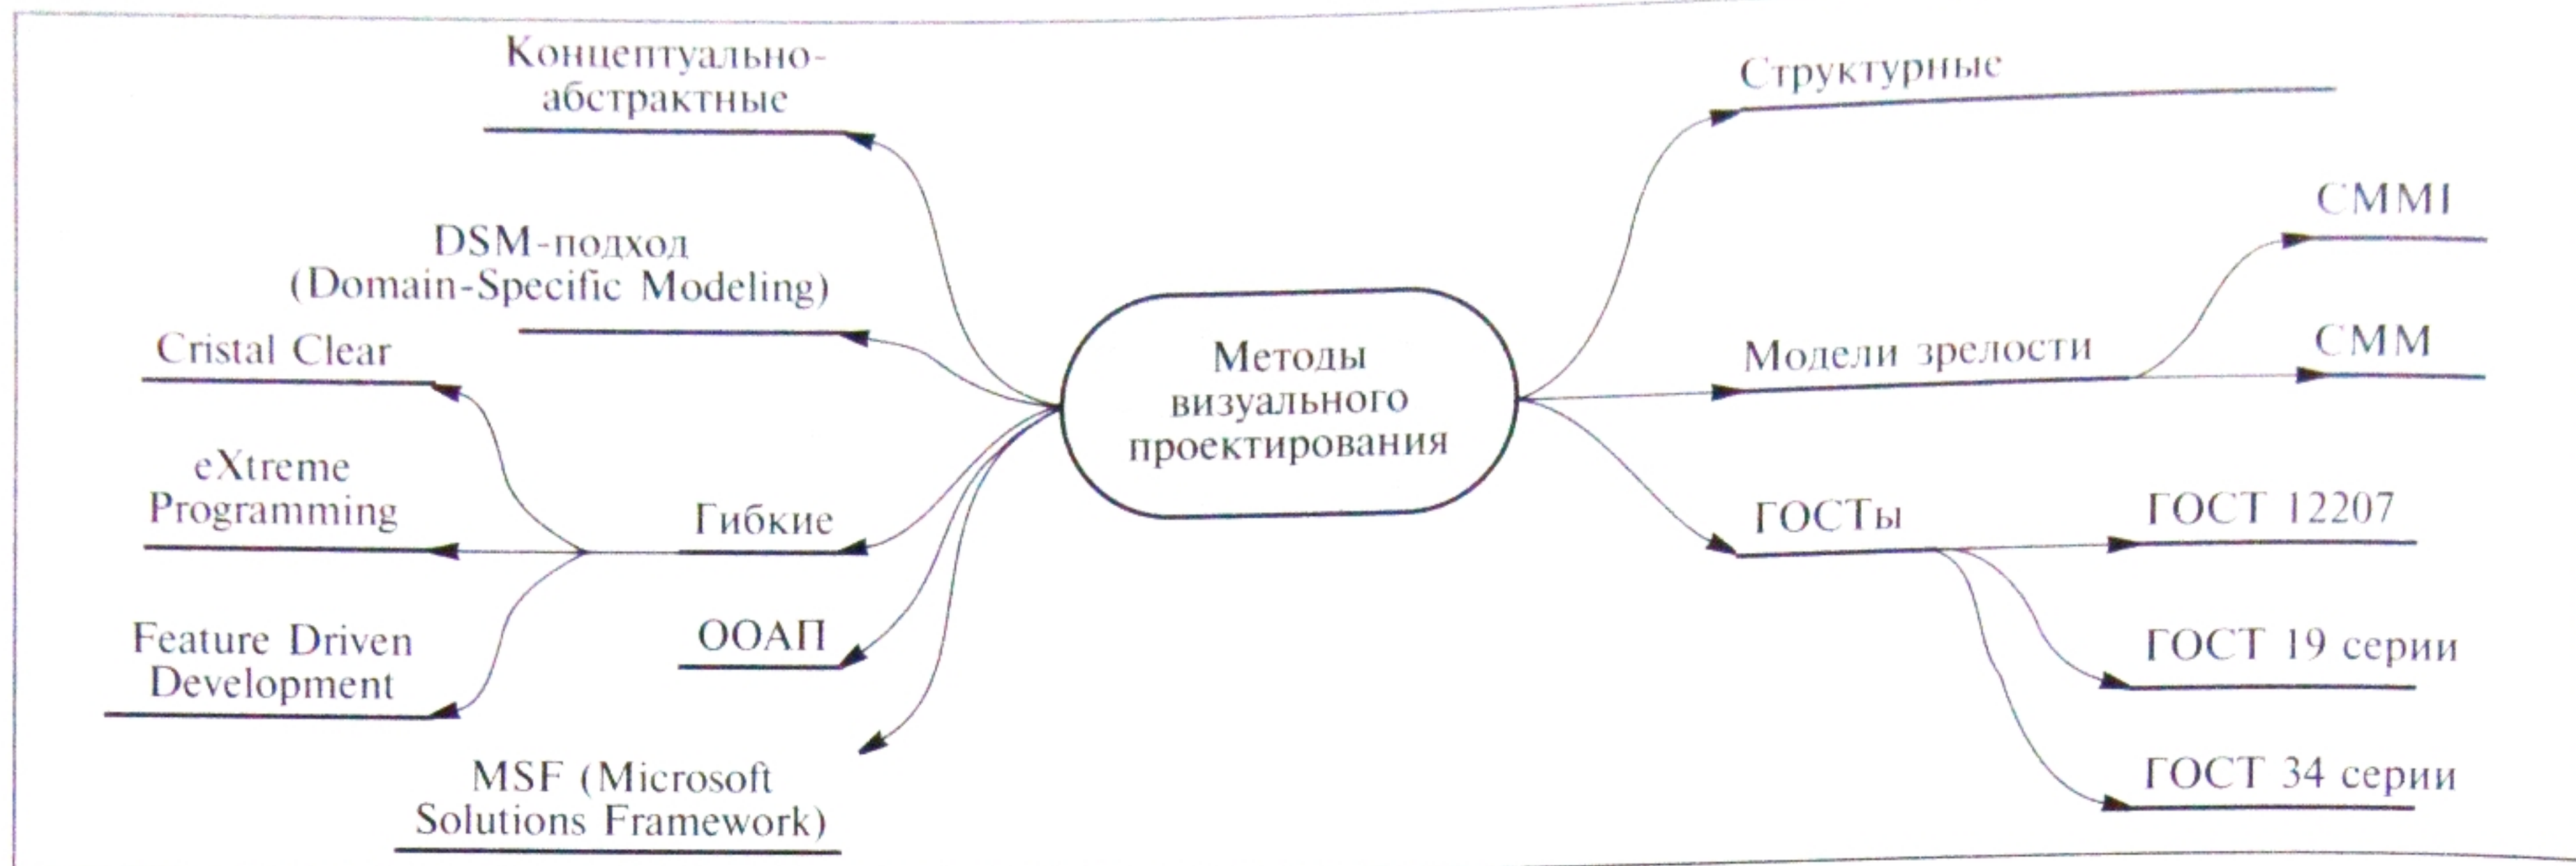 Концептуально-
абстрактные
DSM-подход
(Domain-Specific Modeling)
Cristal Clear
eXtreme
Programming
Гибкие
Feature Driven
Development
ООАП
MSF (Microsoft
Solutions Framework)
Методы
визуального
проектирования
Структурные
CMMI
Модели зрелости
CMM
ГОСТы
ГОСТ 12207
ГОСТ 19 серии
ГОСТ 34 серии